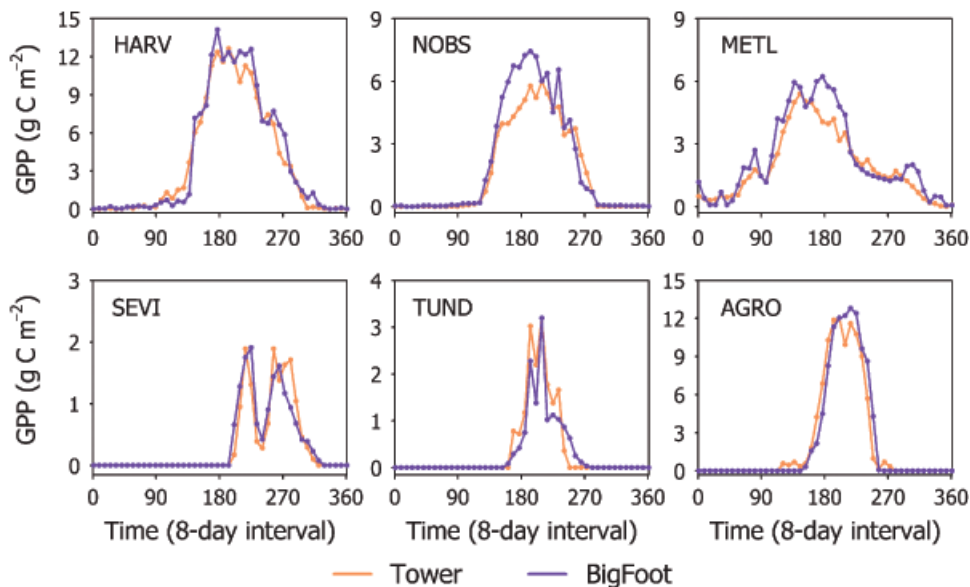 HARV
NOBS
METL
GPP (g C m⁻²)
15
12
9
6
3
0
9
6
3
0
9
6
3
0
0 90 180 270 360
0 90 180 270 360
0 90 180 270 360
SEVI
TUND
AGRO
GPP (g C m⁻²)
3
2
1
0
4
3
2
1
0
15
12
9
6
3
0
0 90 180 270 360
0 90 180 270 360
0 90 180 270 360
Time (8-day interval)
Time (8-day interval)
Time (8-day interval)
Tower
BigFoot